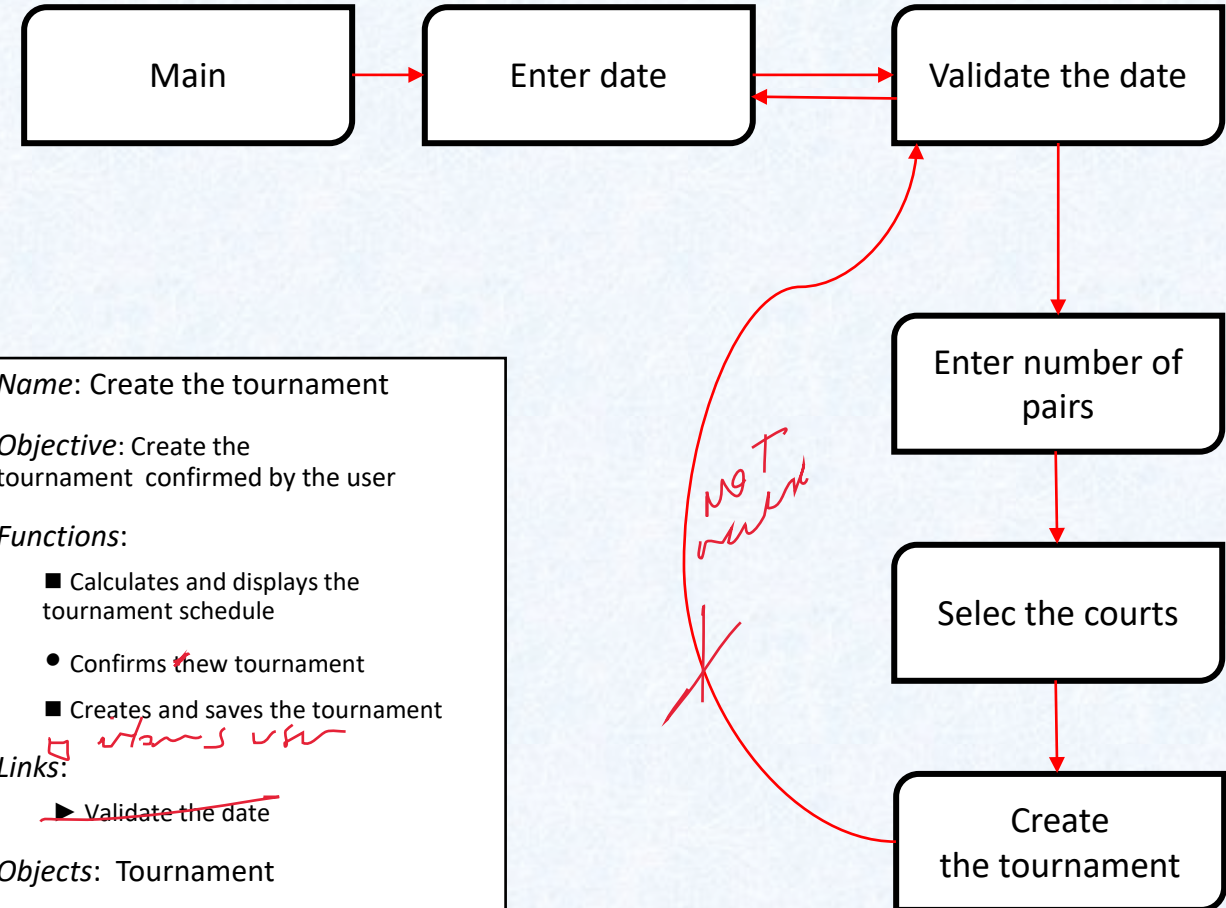 Main
Enter date
Validate the date
Enter number of
pairs
Selec the courts
Create
the tournament
NOT
Name: Create the tournament
Objective: Create the
tournament confirmed by the user
Functions:
■ Calculates and displays the
tournament schedule
● Confirms thew tournament
■ Creates and saves the tournament
Links:
► Validate the date
Objects: Tournament